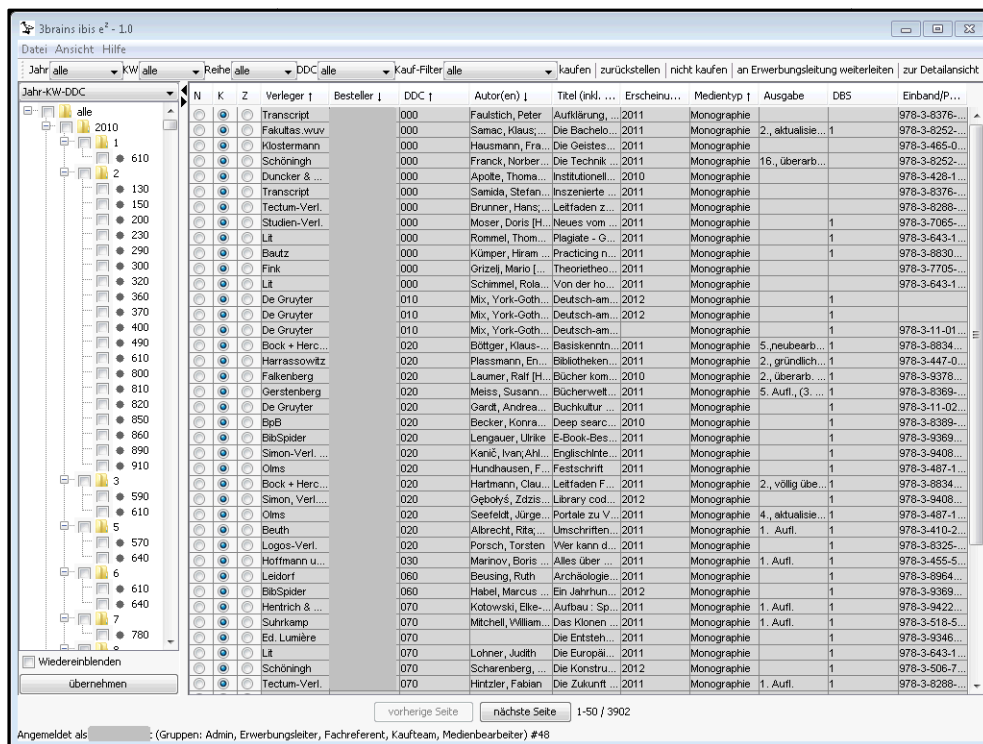 3brains ibis e² - 1.0
Datei Ansicht Hilfe
Jahr alle KW alle Reihe alle DDC alle Kauf-Filter alle kaufen | zurückstellen | nicht kaufen | an Erwerbungsleitung weiterleiten | zur Detailansicht
Jahr-KW-DDC
alle
2010
1
610
2
130
150
200
230
290
300
320
360
370
400
490
610
800
810
820
850
860
890
910
3
590
610
5
570
640
6
610
640
7
780
8
Wiedereinblenden
übernehmen
N K Z Verleger ↑ Besteller ↓ DDC ↑ Autor(en) ↓ Titel (inkl. ... Erscheinu... Medientyp ↑ Ausgabe DBS Einband/P...
Transcript 000 Faulstich, Peter Aufklärung, ... 2011 Monographie 978-3-8376-...
Fakultas.wuv 000 Samac, Klaus;... Die Bachelo... 2011 Monographie 2., aktualisie... 1 978-3-8252-...
Klostermann 000 Hausmann, Fra... Die Geistes... 2011 Monographie 978-3-465-0...
Schöningh 000 Franck, Norber... Die Technik ... 2011 Monographie 16., überarb... 978-3-8252-...
Duncker & ... 000 Apolte, Thoma... Institutionell... 2010 Monographie 978-3-428-1...
Transcript 000 Samida, Stefan... Inszenierte ... 2011 Monographie 978-3-8376-...
Tectum-Verl. 000 Brunner, Hans;... Leitfaden z... 2011 Monographie 978-3-8288-...
Studien-Verl. 000 Moser, Doris [H... Neues vom ... 2011 Monographie 1 978-3-7065-...
Lit 000 Rommel, Thom... Plagiate - G... 2011 Monographie 1 978-3-643-1...
Bautz 000 Kümper, Hiram ... Practicing n... 2011 Monographie 1 978-3-8830...
Fink 000 Grizelj, Mario [... Theorietheo... 2011 Monographie 978-3-7705-...
Lit 000 Schimmel, Rola... Von der ho... 2011 Monographie 978-3-643-1...
De Gruyter 010 Mix, York-Goth... Deutsch-am... 2012 Monographie 1
De Gruyter 010 Mix, York-Goth... Deutsch-am... 2012 Monographie 1
De Gruyter 010 Mix, York-Goth... Deutsch-am... Monographie 1 978-3-11-01...
Bock + Herc... 020 Böttger, Klaus-... Basiskenntn... 2011 Monographie 5.,neubearb... 1 978-3-8834...
Harrassowitz 020 Plassmann, En... Bibliotheken... 2011 Monographie 2., gründlich... 1 978-3-447-0...
Falkenberg 020 Laumer, Ralf [H... Bücher kom... 2010 Monographie 2., überarb. ... 1 978-3-9378...
Gerstenberg 020 Meiss, Susann... Bücherwelt... 2011 Monographie 5. Aufl., (3. ... 1 978-3-8369-...
De Gruyter 020 Gardt, Andrea... Buchkultur ... 2011 Monographie 1 978-3-11-02...
BpB 020 Becker, Konra... Deep searc... 2010 Monographie 1 978-3-8389-...
BibSpider 020 Lengauer, Ulrike E-Book-Bes... 2011 Monographie 1 978-3-9369...
Simon-Verl. ... 020 Kanič, Ivan;Ahl... Englischlnte... 2011 Monographie 1 978-3-9408...
Olms 020 Hundhausen, F... Festschrift 2011 Monographie 1 978-3-487-1...
Bock + Herc... 020 Hartmann, Clau... Leitfaden F... 2011 Monographie 2., völlig übe... 1 978-3-8834...
Simon, Verl.... 020 Gębołyś, Zdzis... Library cod... 2012 Monographie 1 978-3-9408...
Olms 020 Seefeldt, Jürge... Portale zu V... 2011 Monographie 4., aktualisie... 1 978-3-487-1...
Beuth 020 Albrecht, Rita;... Umschriften... 2011 Monographie 1. Aufl. 1 978-3-410-2...
Logos-Verl. 020 Porsch, Torsten Wer kann d... 2011 Monographie 1 978-3-8325-...
Hoffmann u... 030 Marinov, Boris ... Alles über ... 2011 Monographie 1. Aufl. 1 978-3-455-5...
Leidorf 060 Beusing, Ruth Archäologie... 2011 Monographie 1 978-3-8964...
BibSpider 060 Habel, Marcus ... Ein Jahrhun... 2012 Monographie 1 978-3-9369...
Hentrich & ... 070 Kotowski, Elke-... Aufbau : Sp... 2011 Monographie 1. Aufl. 1 978-3-9422...
Suhrkamp 070 Mitchell, William... Das Klonen ... 2011 Monographie 1. Aufl. 1 978-3-518-5...
Ed. Lumière 070 Die Entsteh... 2011 Monographie 1 978-3-9346...
Lit 070 Lohner, Judith Die Europäi... 2011 Monographie 1 978-3-643-1...
Schöningh 070 Scharenberg, ... Die Konstru... 2012 Monographie 1 978-3-506-7...
Tectum-Verl. 070 Hintzler, Fabian Die Zukunft ... 2011 Monographie 1. Aufl. 1 978-3-8288-...
vorherige Seite nächste Seite 1-50 / 3902
Angemeldet als : (Gruppen: Admin, Erwerbungsleiter, Fachreferent, Kaufteam, Medienbearbeiter) #48